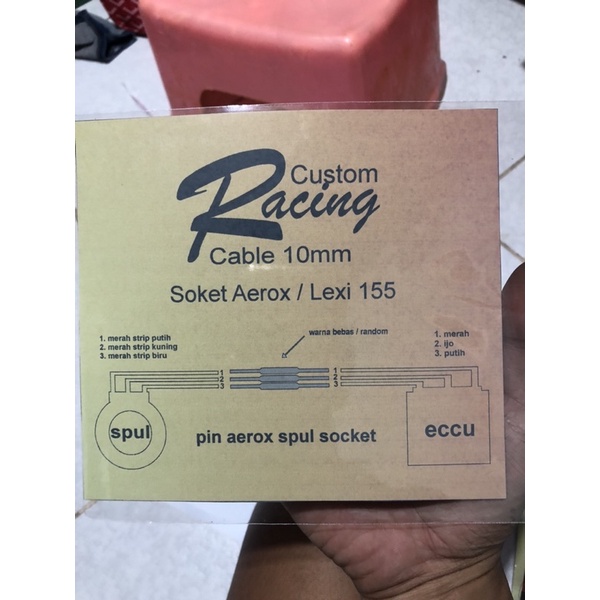 Custom
Racing
Cable 10mm
Soket Aerox / Lexi 155
warna bebas / random
1. merah strip putih
2. merah strip kuning
3. merah strip biru
1. merah
2. ijo
3. putih
1
2
3
1
2
3
spul
pin aerox spul socket
eccu